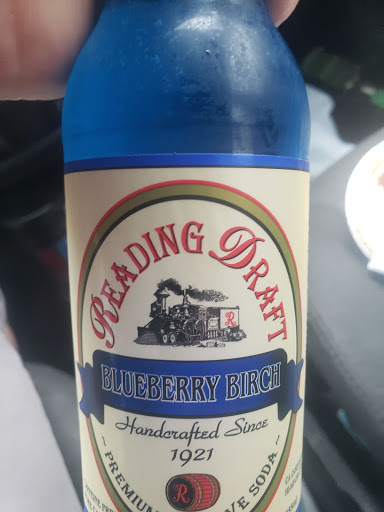 READING DRAFT
R
BLUEBERRY BIRCH
Handcrafted Since
1921
~ PREMIUM
VE SODA ~
R